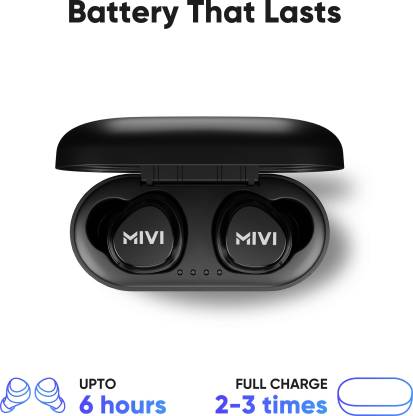 Battery That Lasts
MIVI MIVI
UPTO
6 hours
FULL CHARGE
2-3 times